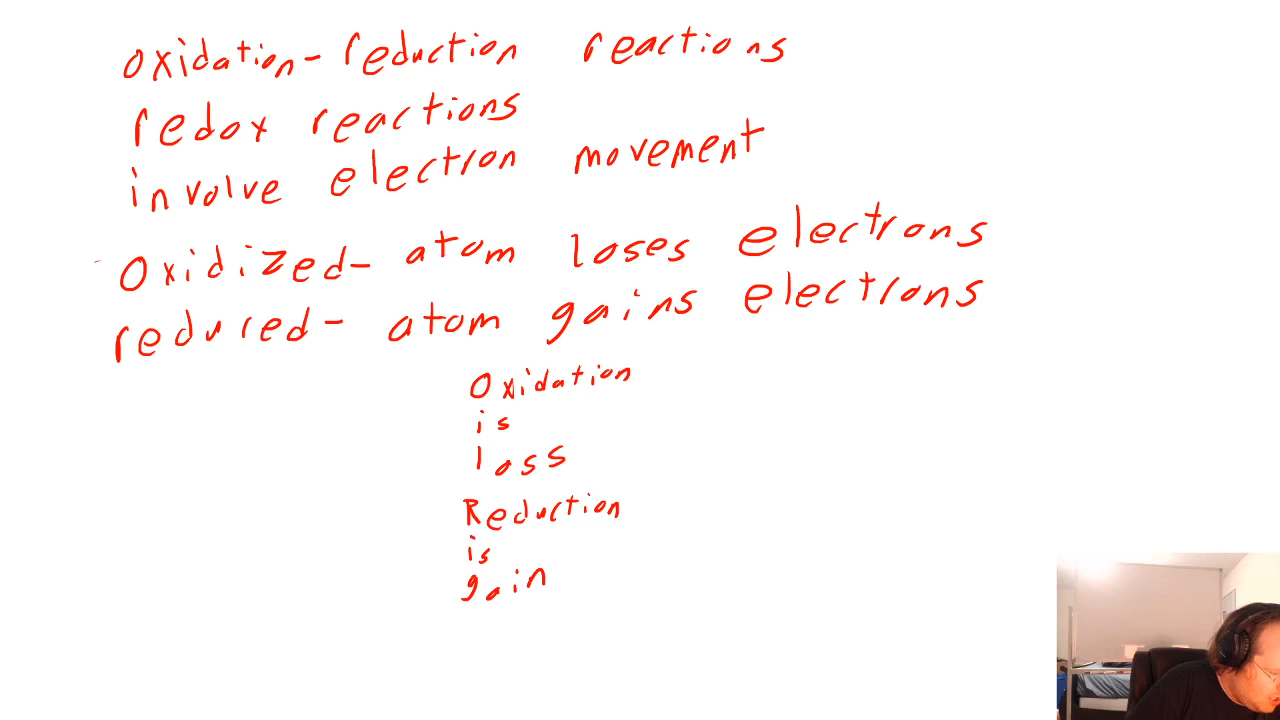 oxidation-reduction reactions
redox reactions
involve electron movement
Oxidized- atom loses electrons
reduced- atom gains electrons
Oxidation
is
loss
Reduction
is
gain